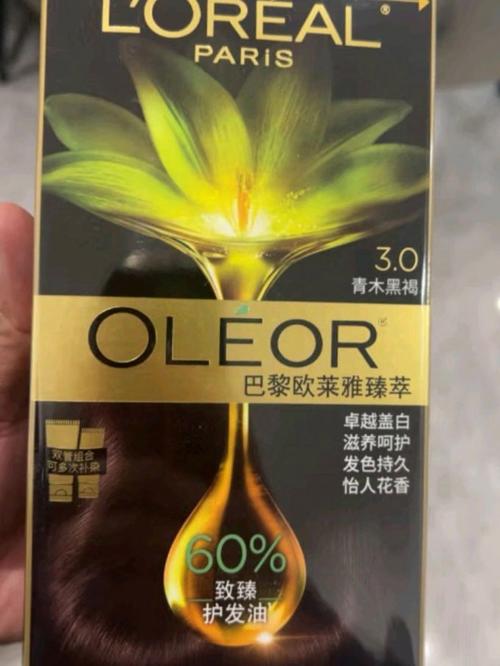 L'ORÉAL®
PARiS
3.0
青木黑褐
OLÉOR
巴黎欧莱雅臻萃
卓越盖白
滋养呵护
发色持久
怡人花香
双管组合
可多次补染
60%
致臻
护发油